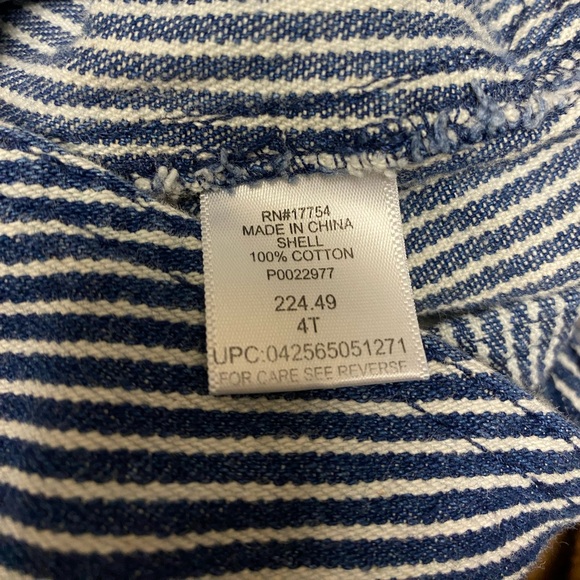 RN#17754
MADE IN CHINA
SHELL
100% COTTON
P0022977
224.49
4T
UPC:042565051271
FOR CARE SEE REVERSE